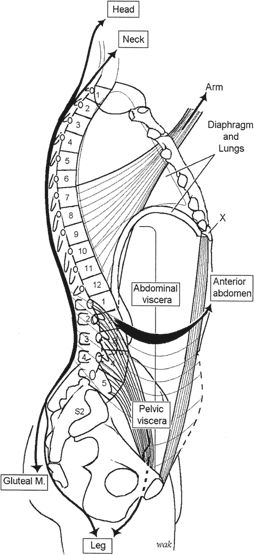 Head
Neck
Arm
Diaphragm
and
Lungs
1
2
3
4
5
6
7
8
9
10
11
12
X
Abdominal
viscera
Anterior
abdomen
1
2
3
4
5
S2
Pelvic
viscera
Gluteal M.
Leg
wak